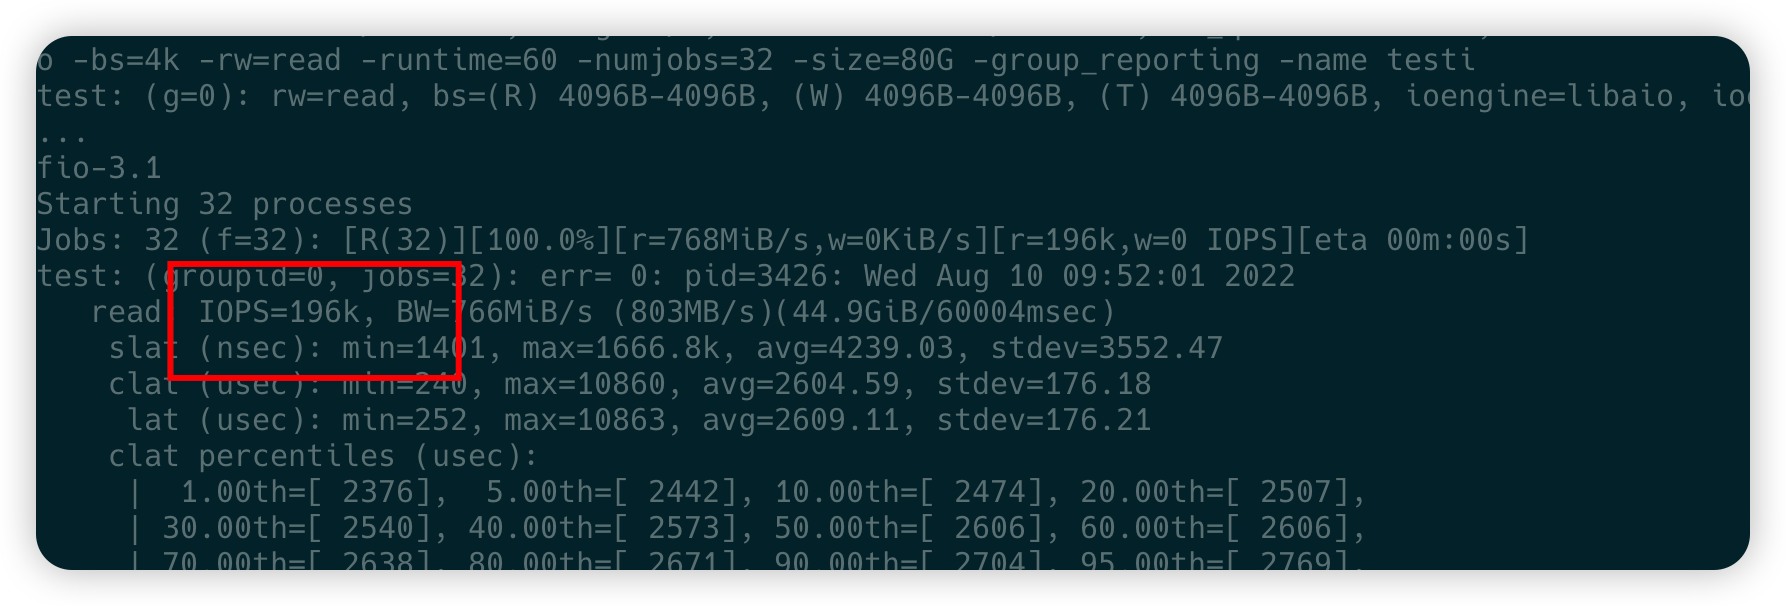 o -bs=4k -rw=read -runtime=60 -numjobs=32 -size=80G -group_reporting -name testi
test: (g=0): rw=read, bs=(R) 4096B-4096B, (W) 4096B-4096B, (T) 4096B-4096B, ioengine=libaio,
...
fio-3.1
Starting 32 processes
Jobs: 32 (f=32): [R(32)][100.0%][r=768MiB/s,w=0KiB/s][r=196k,w=0 IOPS][eta 00m:00s]
test: (groupid=0, jobs=32): err= 0: pid=3426: Wed Aug 10 09:52:01 2022
read IOPS=196k, BW=766MiB/s (803MB/s)(44.9GiB/60004msec)
slat (nsec): min=1401, max=1666.8k, avg=4239.03, stdev=3552.47
clat (usec): min=240, max=10860, avg=2604.59, stdev=176.18
lat (usec): min=252, max=10863, avg=2609.11, stdev=176.21
clat percentiles (usec):
| 1.00th=[ 2376], 5.00th=[ 2442], 10.00th=[ 2474], 20.00th=[ 2507],
| 30.00th=[ 2540], 40.00th=[ 2573], 50.00th=[ 2606], 60.00th=[ 2606],
| 70.00th=[ 2638], 80.00th=[ 2671], 90.00th=[ 2704], 95.00th=[ 2769],